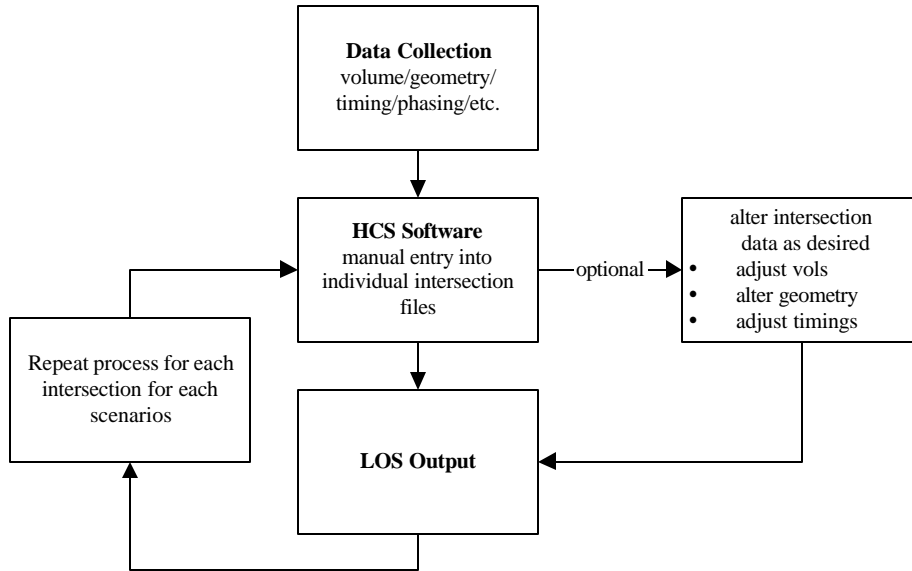 Data Collection
volume/geometry/
timing/phasing/etc.
HCS Software
manual entry into
individual intersection
files
optional
alter intersection
data as desired
• adjust vols
• alter geometry
• adjust timings
Repeat process for each
intersection for each
scenarios
LOS Output